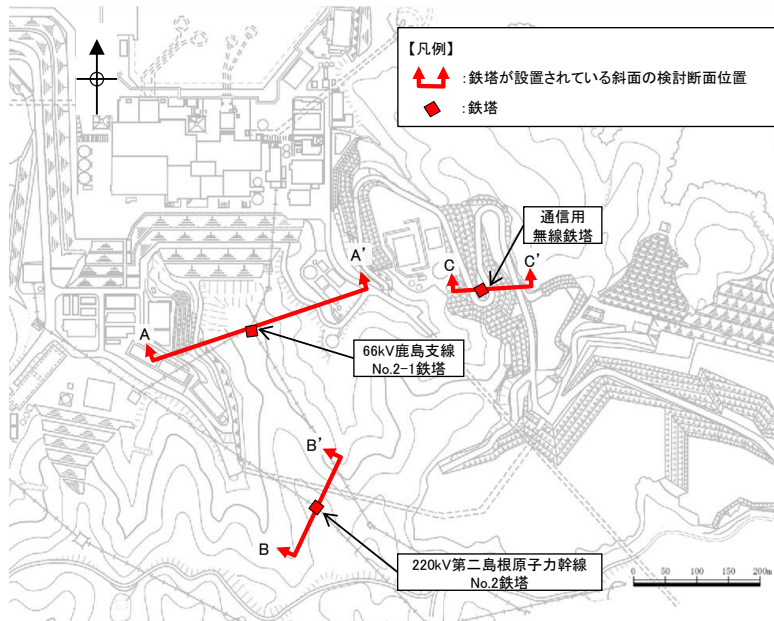 【凡例】
：鉄塔が設置されている斜面の検討断面位置
：鉄塔
通信用
無線鉄塔
A'
C
C'
A
66kV鹿島支線
No.2-1鉄塔
B'
B
220kV第二島根原子力幹線
No.2鉄塔
0 50 100 150 200m